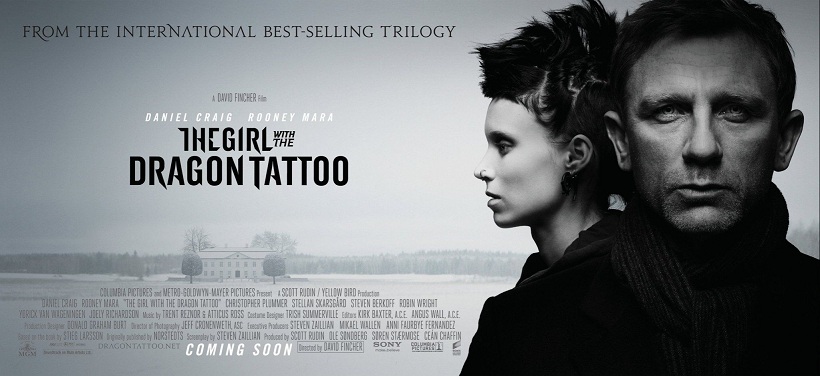 FROM THE INTERNATIONAL BEST-SELLING TRILOGY
A DAVID FINCHER Film
DANIEL CRAIG ROONEY MARA
THE GIRL WITH THE
DRAGON TATTOO
COLUMBIA PICTURES AND METRO-GOLDWYN-MAYER PICTURES Present A SCOTT RUDIN / YELLOW BIRD Production
DANIEL CRAIG ROONEY MARA "THE GIRL WITH THE DRAGON TATTOO" CHRISTOPHER PLUMMER STELLAN SKARSGÅRD STEVEN BERKOFF ROBIN WRIGHT
YORICK VAN WAGENINGEN JOELY RICHARDSON Music by TRENT REZNOR & ATTICUS ROSS Costume Designer TRISH SUMMERVILLE Editors KIRK BAXTER, A.C.E. ANGUS WALL, A.C.E.
Production Designer DONALD GRAHAM BURT Director of Photography JEFF CRONENWETH, ASC Executive Producers STEVEN ZAILLIAN MIKAEL WALLEN ANNI FAURBYE FERNANDEZ
Based on the book by STIEG LARSSON Originally published by NORSTEDTS Screenplay by STEVEN ZAILLIAN Produced by SCOTT RUDIN OLE SØNDBERG SØREN STÆRMOSE CEÁN CHAFFIN
MGM DRAGONTATTOO.NET COMING SOON Directed by DAVID FINCHER SONY COLUMBIA PICTURES